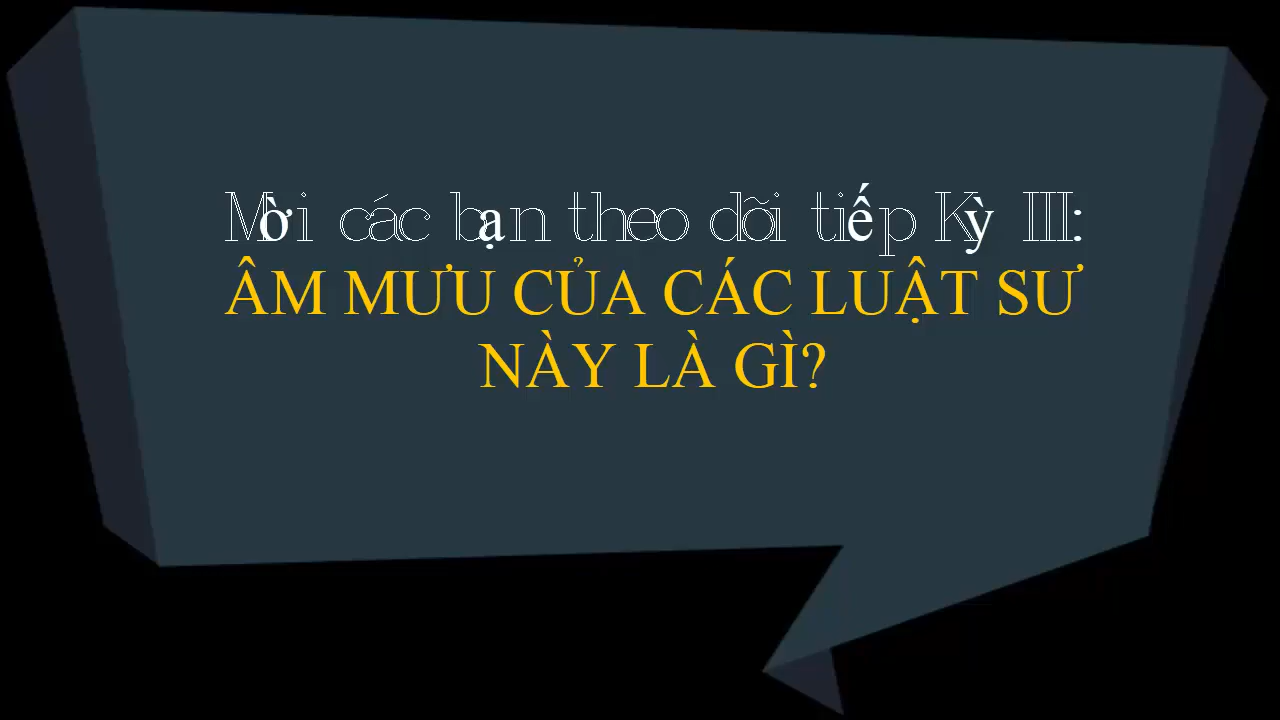 Mời các bạn theo dõi tiếp Kỳ III:
ÂM MƯU CỦA CÁC LUẬT SƯ
NÀY LÀ GÌ?